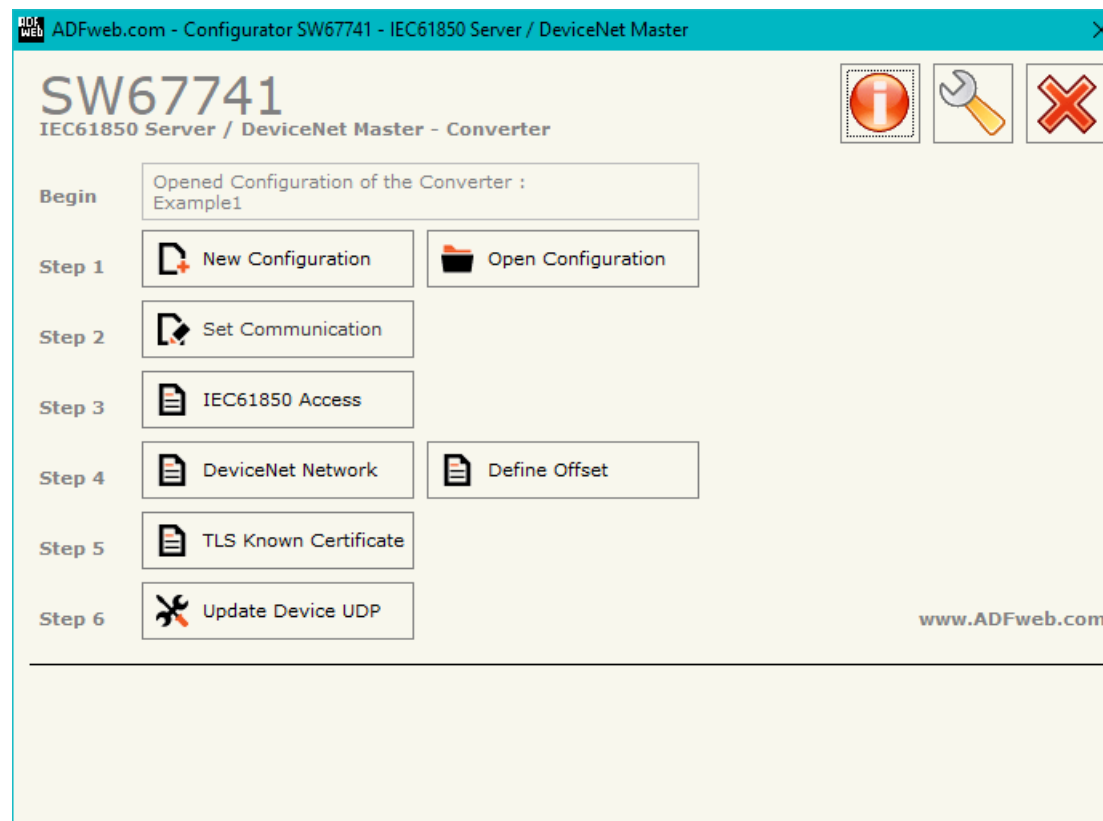 ADF WEB ADFweb.com - Configurator SW67741 - IEC61850 Server / DeviceNet Master
SW67741
IEC61850 Server / DeviceNet Master - Converter
Begin
Opened Configuration of the Converter :
Example1
Step 1
New Configuration
Open Configuration
Step 2
Set Communication
Step 3
IEC61850 Access
Step 4
DeviceNet Network
Define Offset
Step 5
TLS Known Certificate
Step 6
Update Device UDP
www.ADFweb.com